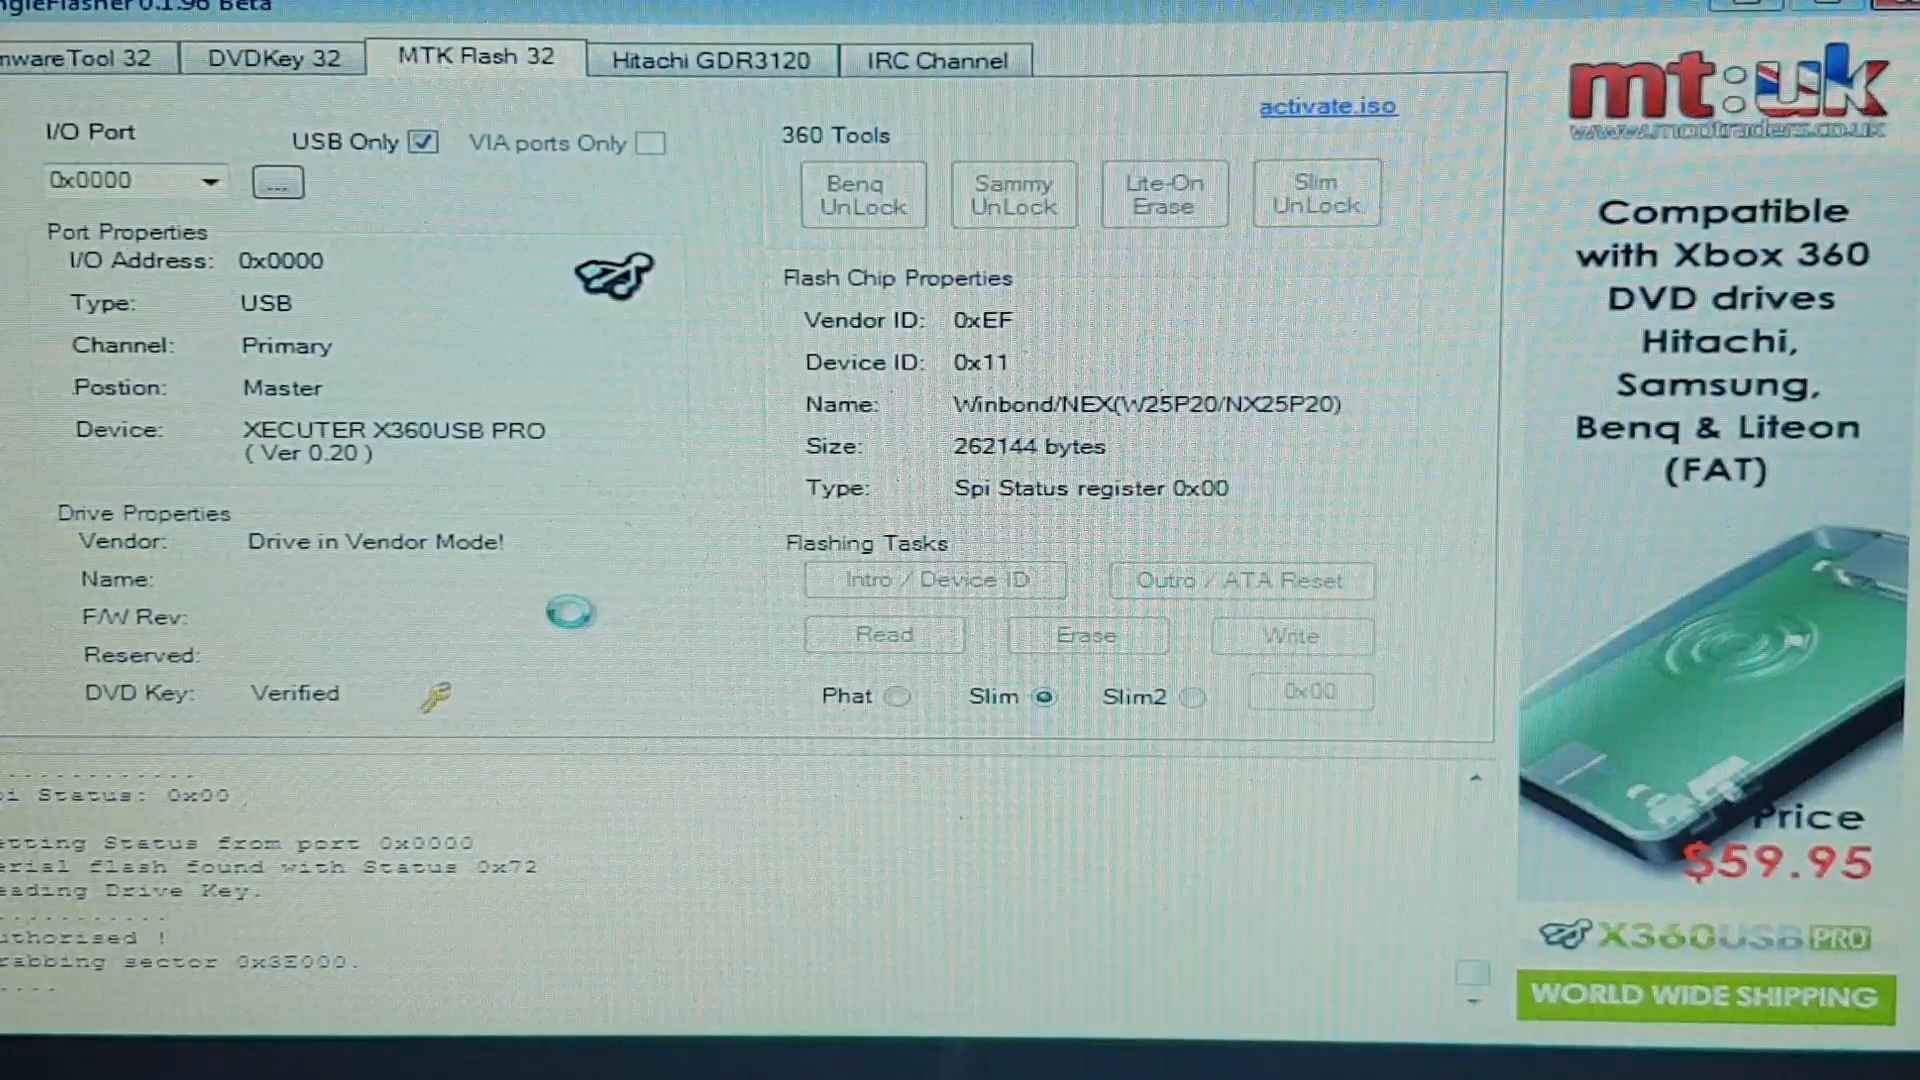 ngleFlasher 0.1.96 Beta
mwareTool 32
DVDKey 32
MTK Flash 32
Hitachi GDR3120
IRC Channel
I/O Port
USB Only
VIA ports Only
0x0000
...
Port Properties
I/O Address: 0x0000
Type: USB
Channel: Primary
Postion: Master
Device: XECUTER X360USB PRO
( Ver 0.20 )
Drive Properties
Vendor: Drive in Vendor Mode!
Name:
F/W Rev:
Reserved:
DVD Key: Verified
activate.iso
360 Tools
Benq UnLock
Sammy UnLock
Lite-On Erase
Slim UnLock
Flash Chip Properties
Vendor ID: 0xEF
Device ID: 0x11
Name: Winbond/NEX(W25P20/NX25P20)
Size: 262144 bytes
Type: Spi Status register 0x00
Flashing Tasks
Intro / Device ID
Outro / ATA Reset
Read
Erase
Write
Phat
Slim
Slim2
0x00
............
pi Status: 0x00
etting Status from port 0x0000
erial flash found with Status 0x72
eading Drive Key.
...........
uthorised !
rabbing sector 0x3E000.
....
mt:uk
www.modtraders.co.uk
Compatible
with Xbox 360
DVD drives
Hitachi,
Samsung,
Benq & Liteon
(FAT)
Price
$59.95
X360USB PRO
WORLD WIDE SHIPPING